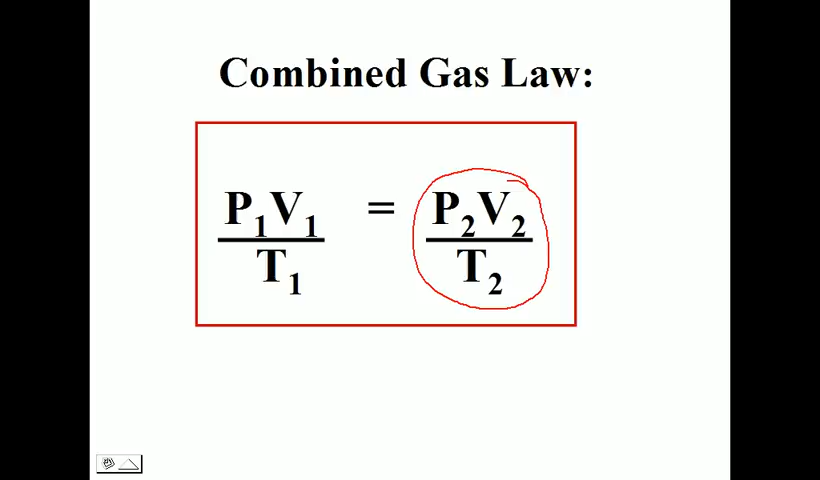 Combined Gas Law:
P₁V₁ = P₂V₂
T₁ T₂